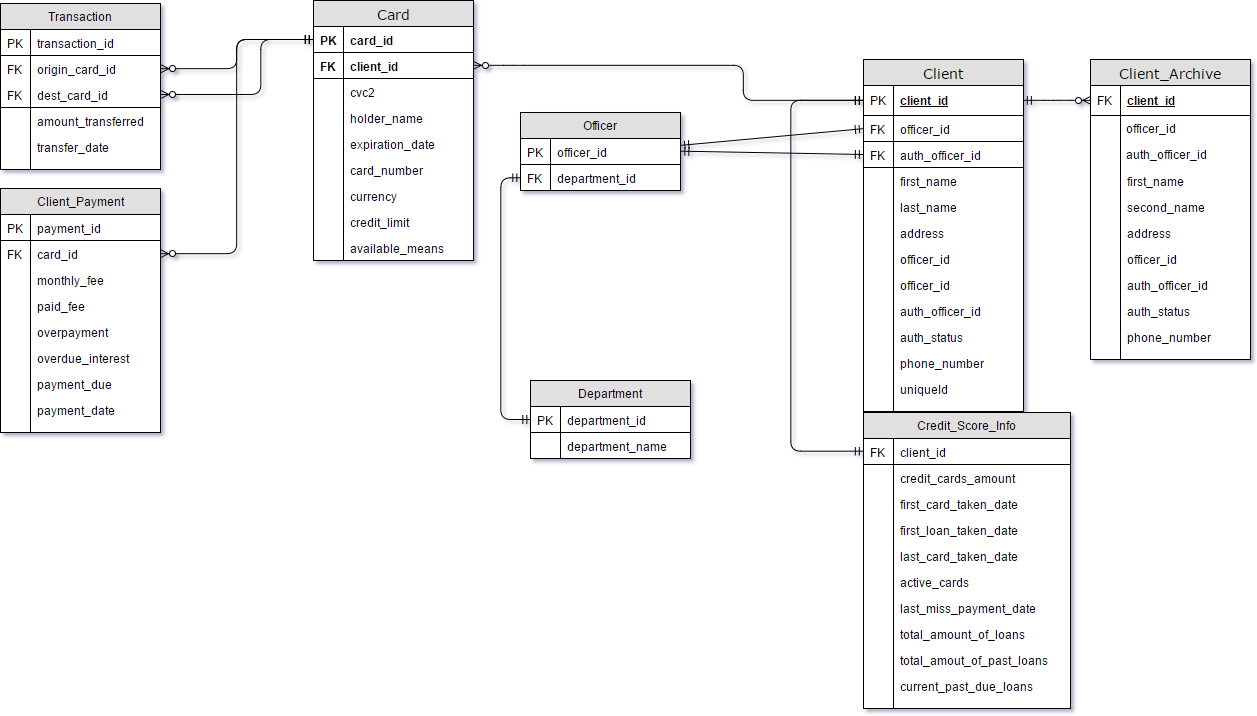 Transaction
PK transaction_id
FK origin_card_id
FK dest_card_id
amount_transferred
transfer_date
Client_Payment
PK payment_id
FK card_id
monthly_fee
paid_fee
overpayment
overdue_interest
payment_due
payment_date
Card
PK card_id
FK client_id
cvc2
holder_name
expiration_date
card_number
currency
credit_limit
available_means
Officer
PK officer_id
FK department_id
Department
PK department_id
department_name
Client
PK client_id
FK officer_id
FK auth_officer_id
first_name
last_name
address
officer_id
officer_id
auth_officer_id
auth_status
phone_number
uniqueId
Credit_Score_Info
FK client_id
credit_cards_amount
first_card_taken_date
first_loan_taken_date
last_card_taken_date
active_cards
last_miss_payment_date
total_amount_of_loans
total_amout_of_past_loans
current_past_due_loans
Client_Archive
FK client_id
officer_id
auth_officer_id
first_name
second_name
address
officer_id
auth_officer_id
auth_status
phone_number